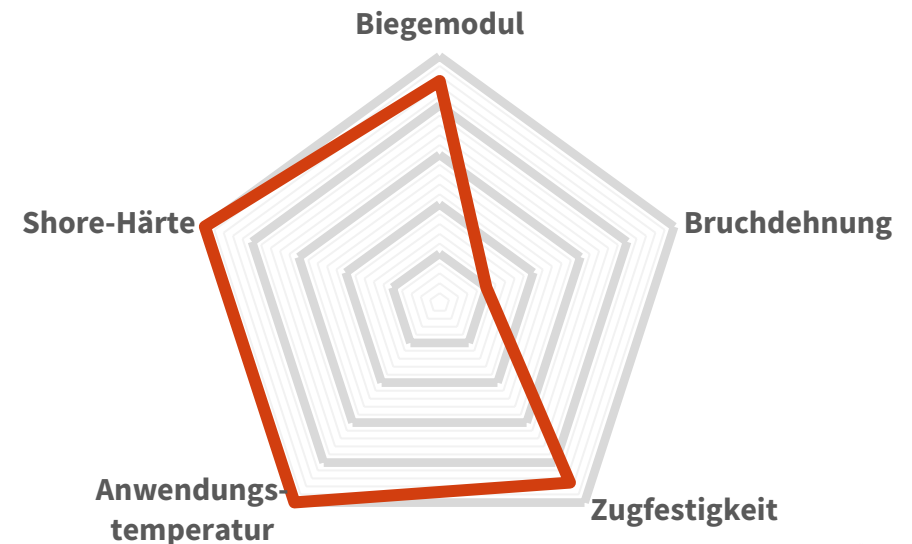 Biegemodul
Shore-Härte
Bruchdehnung
Anwendungs-
temperatur
Zugfestigkeit